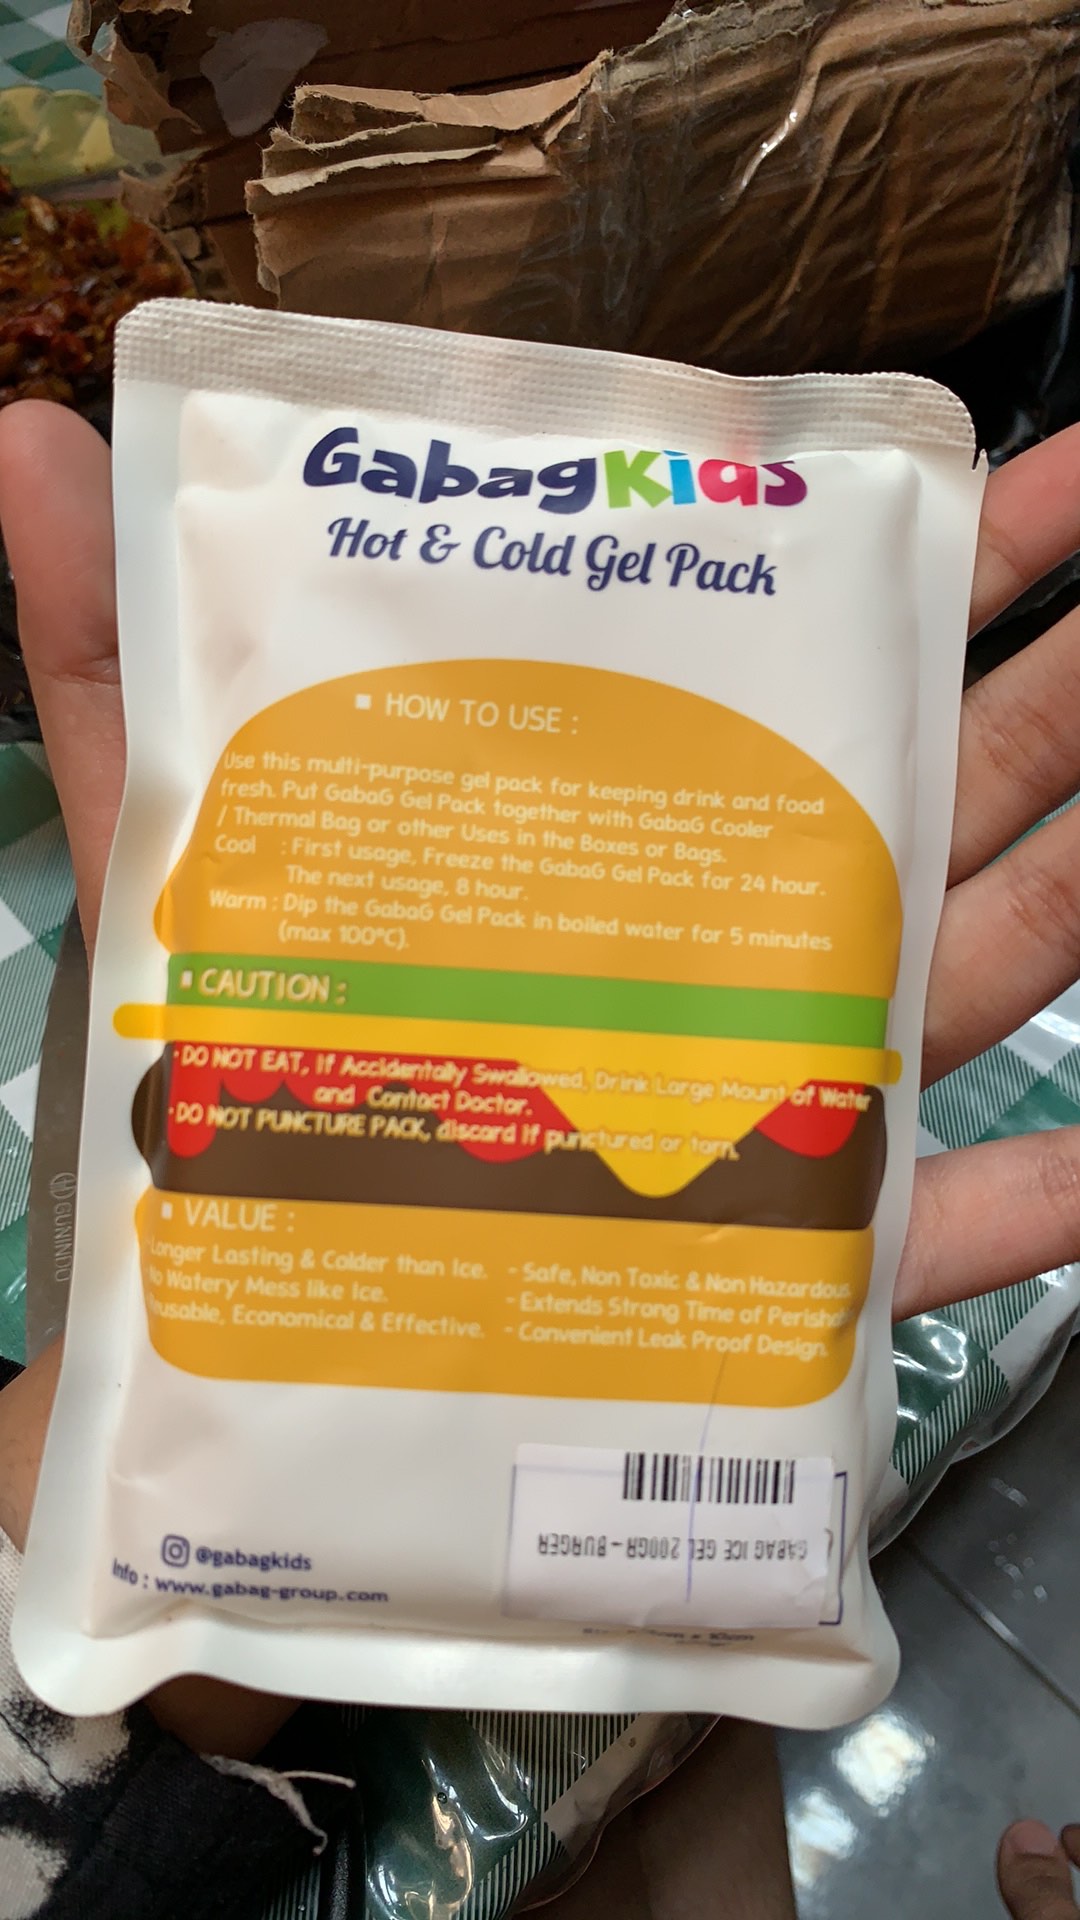 GabagKids
Hot & Cold Gel Pack
HOW TO USE :
Use this multi-purpose gel pack for keeping drink and food
fresh. Put GabaG Gel Pack together with GabaG Cooler
/ Thermal Bag or other Uses in the Boxes or Bags.
Cool : First usage, Freeze the GabaG Gel Pack for 24 hour.
The next usage, 8 hour.
Warm : Dip the GabaG Gel Pack in boiled water for 5 minutes
(max 100°C).
CAUTION :
· DO NOT EAT, If Accidentally Swallowed, Drink Large Mount of Water
and Contact Doctor.
· DO NOT PUNCTURE PACK, discard if punctured or torn.
VALUE :
Longer Lasting & Colder than Ice.
Watery Mess like Ice.
Economical & Effective.
- Safe, Non Toxic & Non Hazardous
- Extends Strong Time of
- Convenient Leak Proof Design.
GABAG ICE GEL 200GR - BURGER
@gabagkids
Info : www.gabag-group.com
GUNINDO